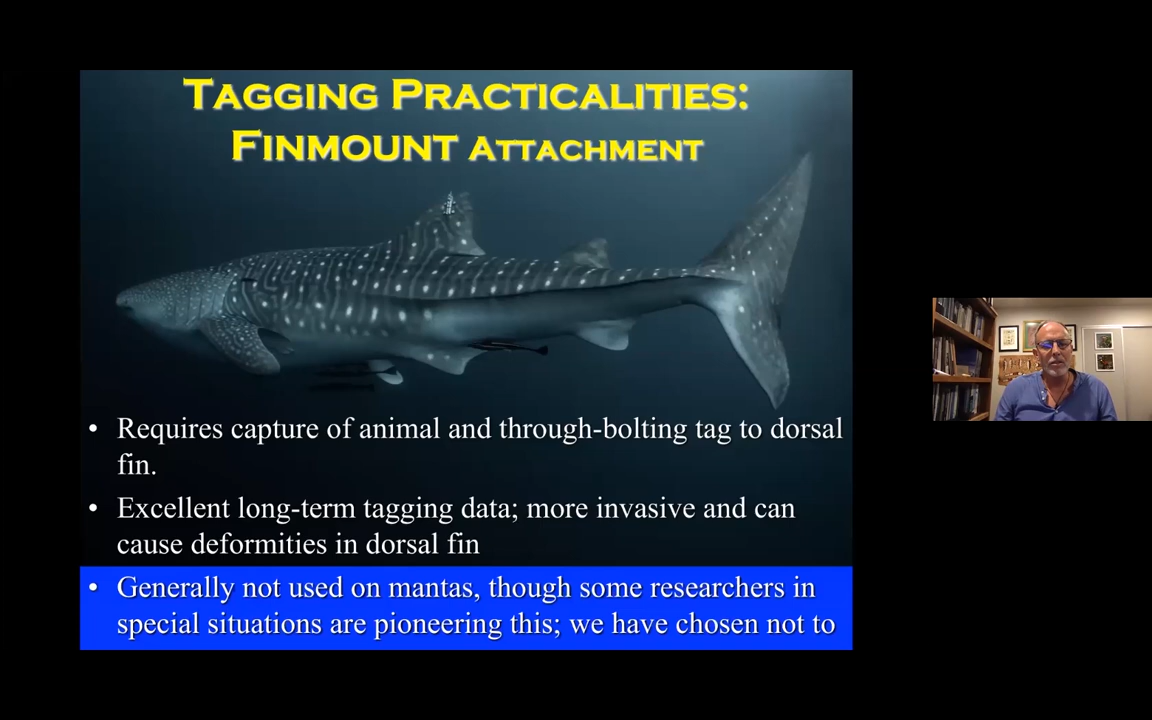 TAGGING PRACTICALITIES:
FINMOUNT ATTACHMENT
• Requires capture of animal and through-bolting tag to dorsal
fin.
• Excellent long-term tagging data; more invasive and can
cause deformities in dorsal fin
• Generally not used on mantas, though some researchers in
special situations are pioneering this; we have chosen not to